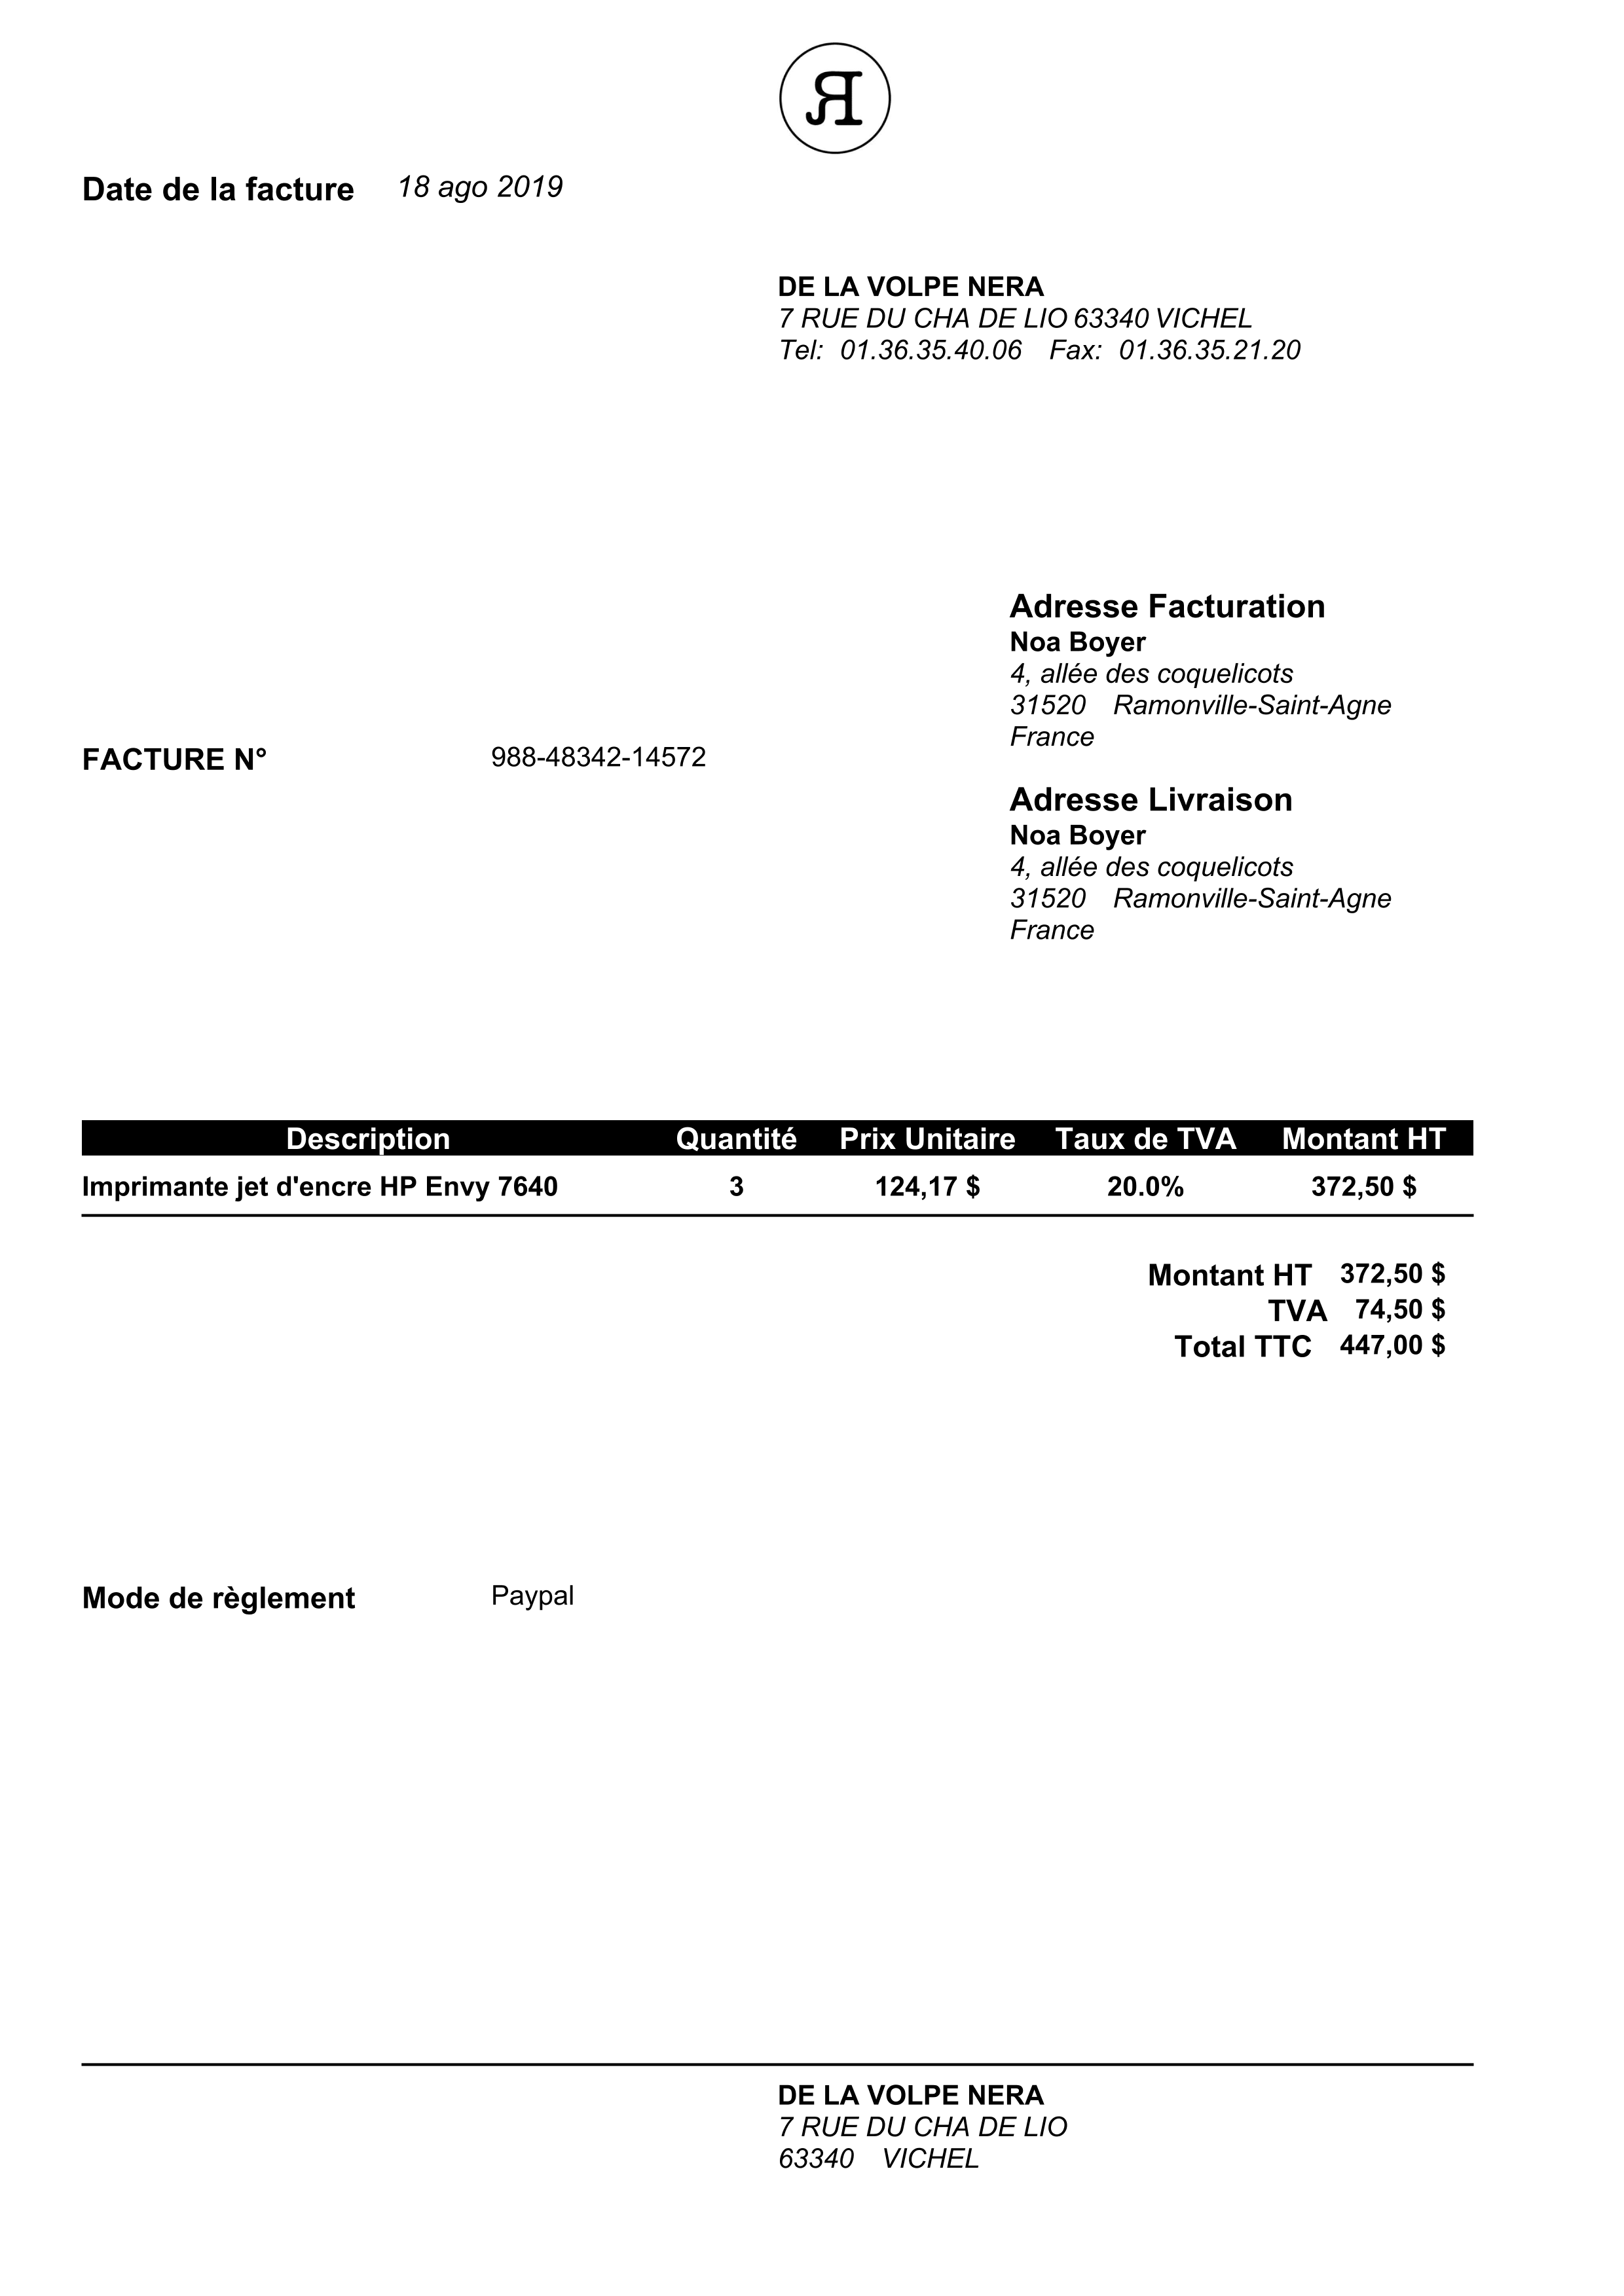 Date de la facture 18 ago 2019
DE LA VOLPE NERA
7 RUE DU CHA DE LIO 63340 VICHEL
Tel: 01.36.35.40.06 Fax: 01.36.35.21.20
Adresse Facturation
Noa Boyer
4, allée des coquelicots
31520 Ramonville-Saint-Agne
France
FACTURE N° 988-48342-14572
Adresse Livraison
Noa Boyer
4, allée des coquelicots
31520 Ramonville-Saint-Agne
France
Description Quantité Prix Unitaire Taux de TVA Montant HT
Imprimante jet d'encre HP Envy 7640 3 124,17 $ 20.0% 372,50 $
Montant HT 372,50 $
TVA 74,50 $
Total TTC 447,00 $
Mode de règlement Paypal
DE LA VOLPE NERA
7 RUE DU CHA DE LIO
63340 VICHEL